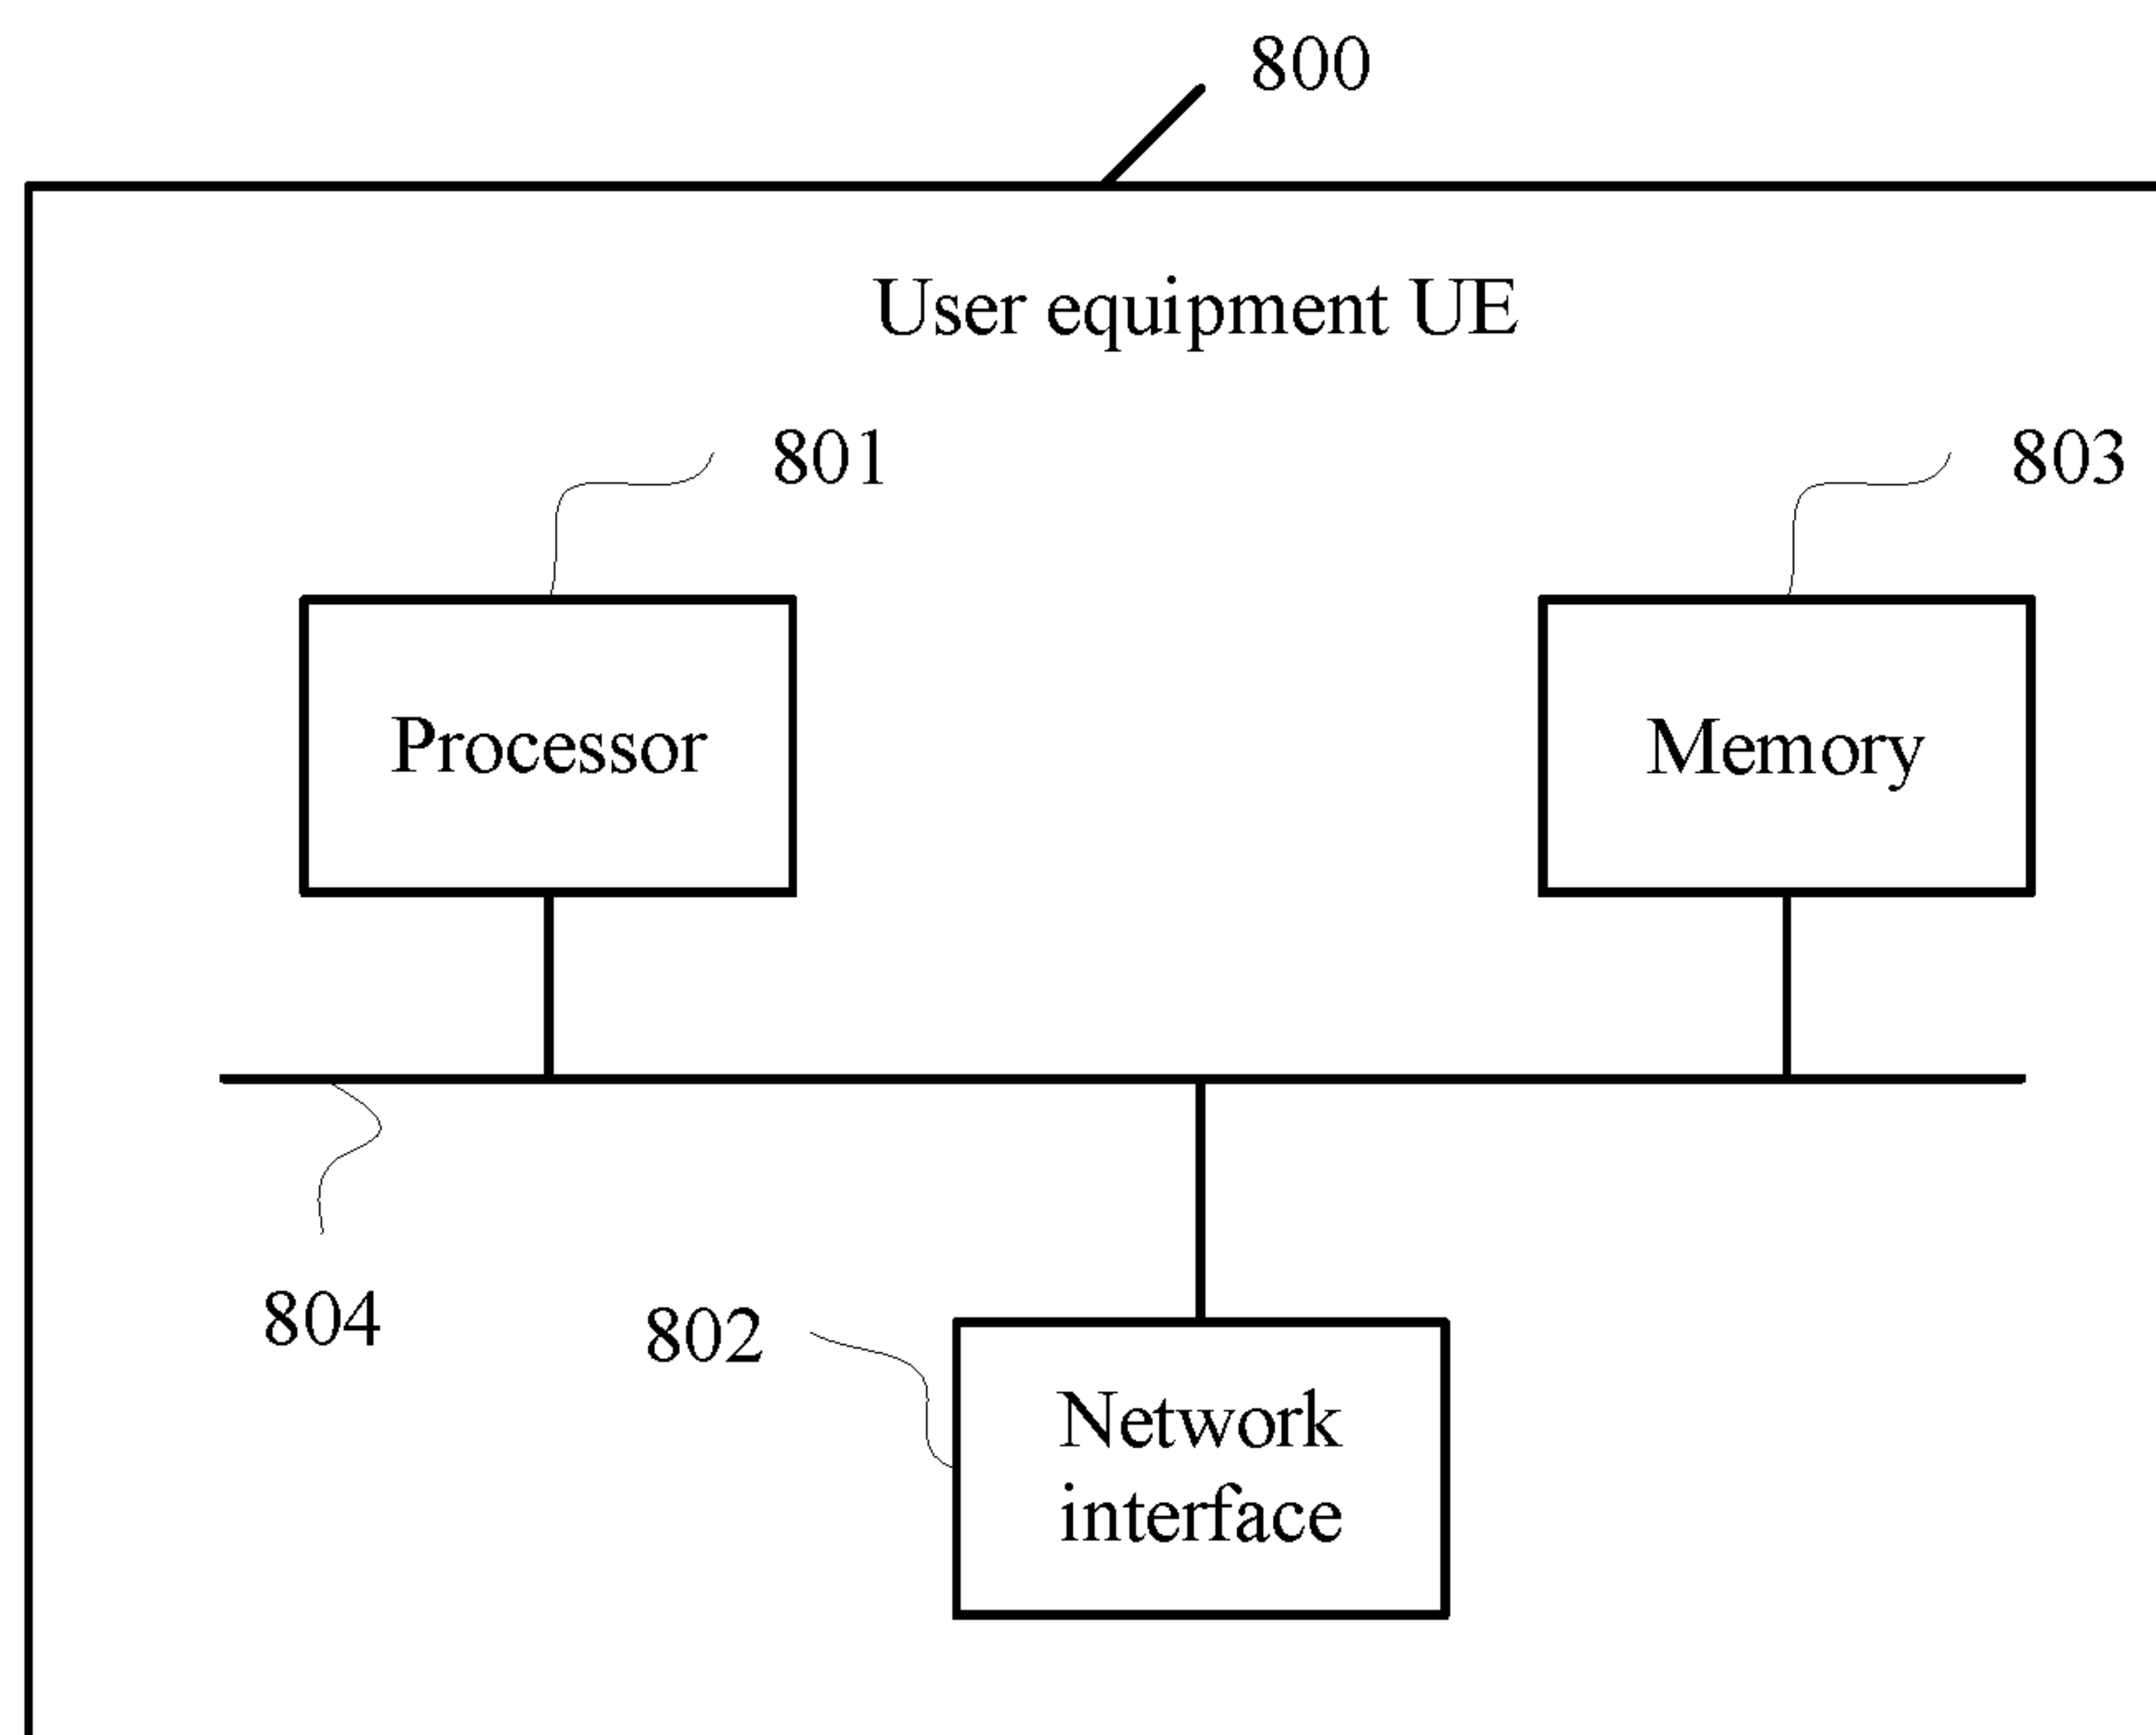 800
User equipment UE
801
803
Processor
Memory
804
802
Network
interface